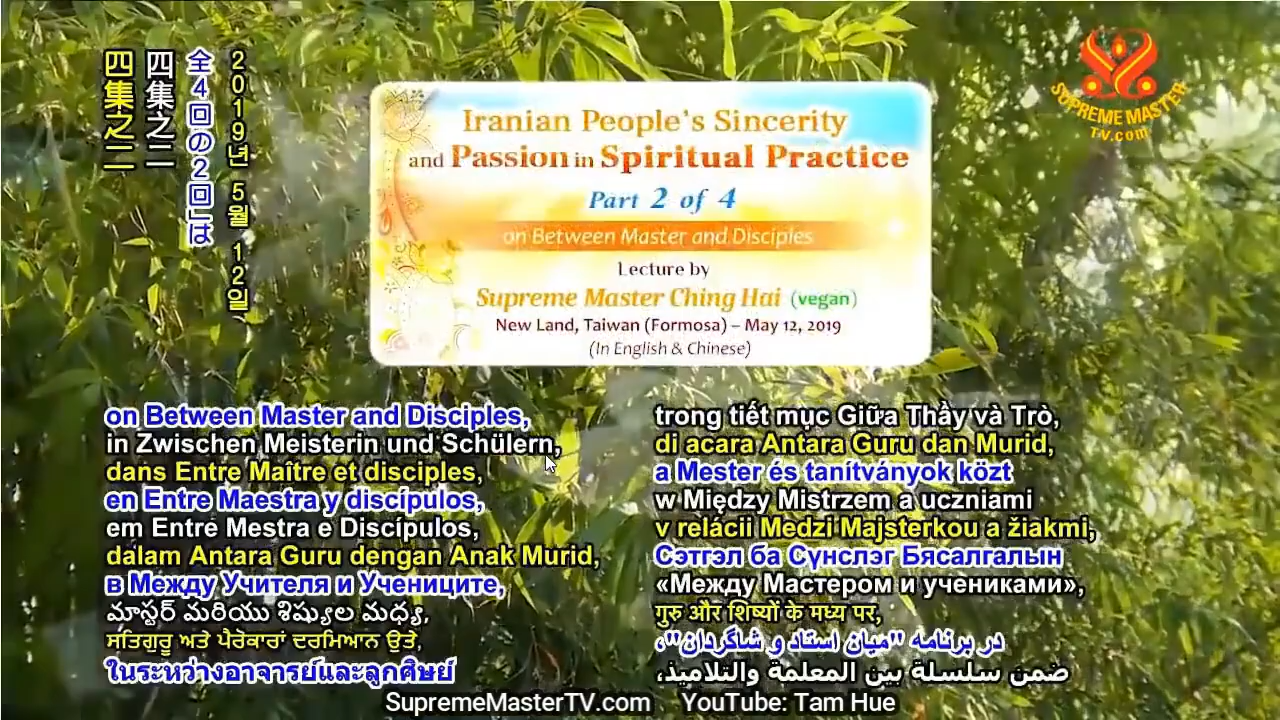 四集之二
四集之二
全4回の2回｣は
2019년 5월 12일
Iranian People's Sincerity
and Passion in Spiritual Practice
Part 2 of 4
on Between Master and Disciples
Lecture by
Supreme Master Ching Hai (vegan)
New Land, Taiwan (Formosa) – May 12, 2019
(In English & Chinese)
SUPREME MASTER
TV.com
on Between Master and Disciples,
in Zwischen Meisterin und Schülern,
dans Entre Maître et disciples,
en Entre Maestra y discípulos,
em Entre Mestra e Discípulos,
dalam Antara Guru dengan Anak Murid,
в Между Учителя и Учениците,
మాస్టర్ మరియు శిష్యుల మధ్య,
ਸਤਿਗੁਰੂ ਅਤੇ ਪੈਰੋਕਾਰਾਂ ਦਰਮਿਆਨ ਉਤੇ,
ในระหว่างอาจารย์และลูกศิษย์
trong tiết mục Giữa Thầy và Trò,
di acara Antara Guru dan Murid,
a Mester és tanítványok közt
w Między Mistrzem a uczniami
v relácii Medzi Majsterkou a žiakmi,
Сэтгэл ба Сүнслэг Бясалгалын
«Между Мастером и учениками»,
गुरु और शिष्यों के मध्य पर,
در برنامه "میان استاد و شاگردان"،
ضمن سلسلة بين المعلمة والتلاميذ،
SupremeMasterTV.com YouTube: Tam Hue